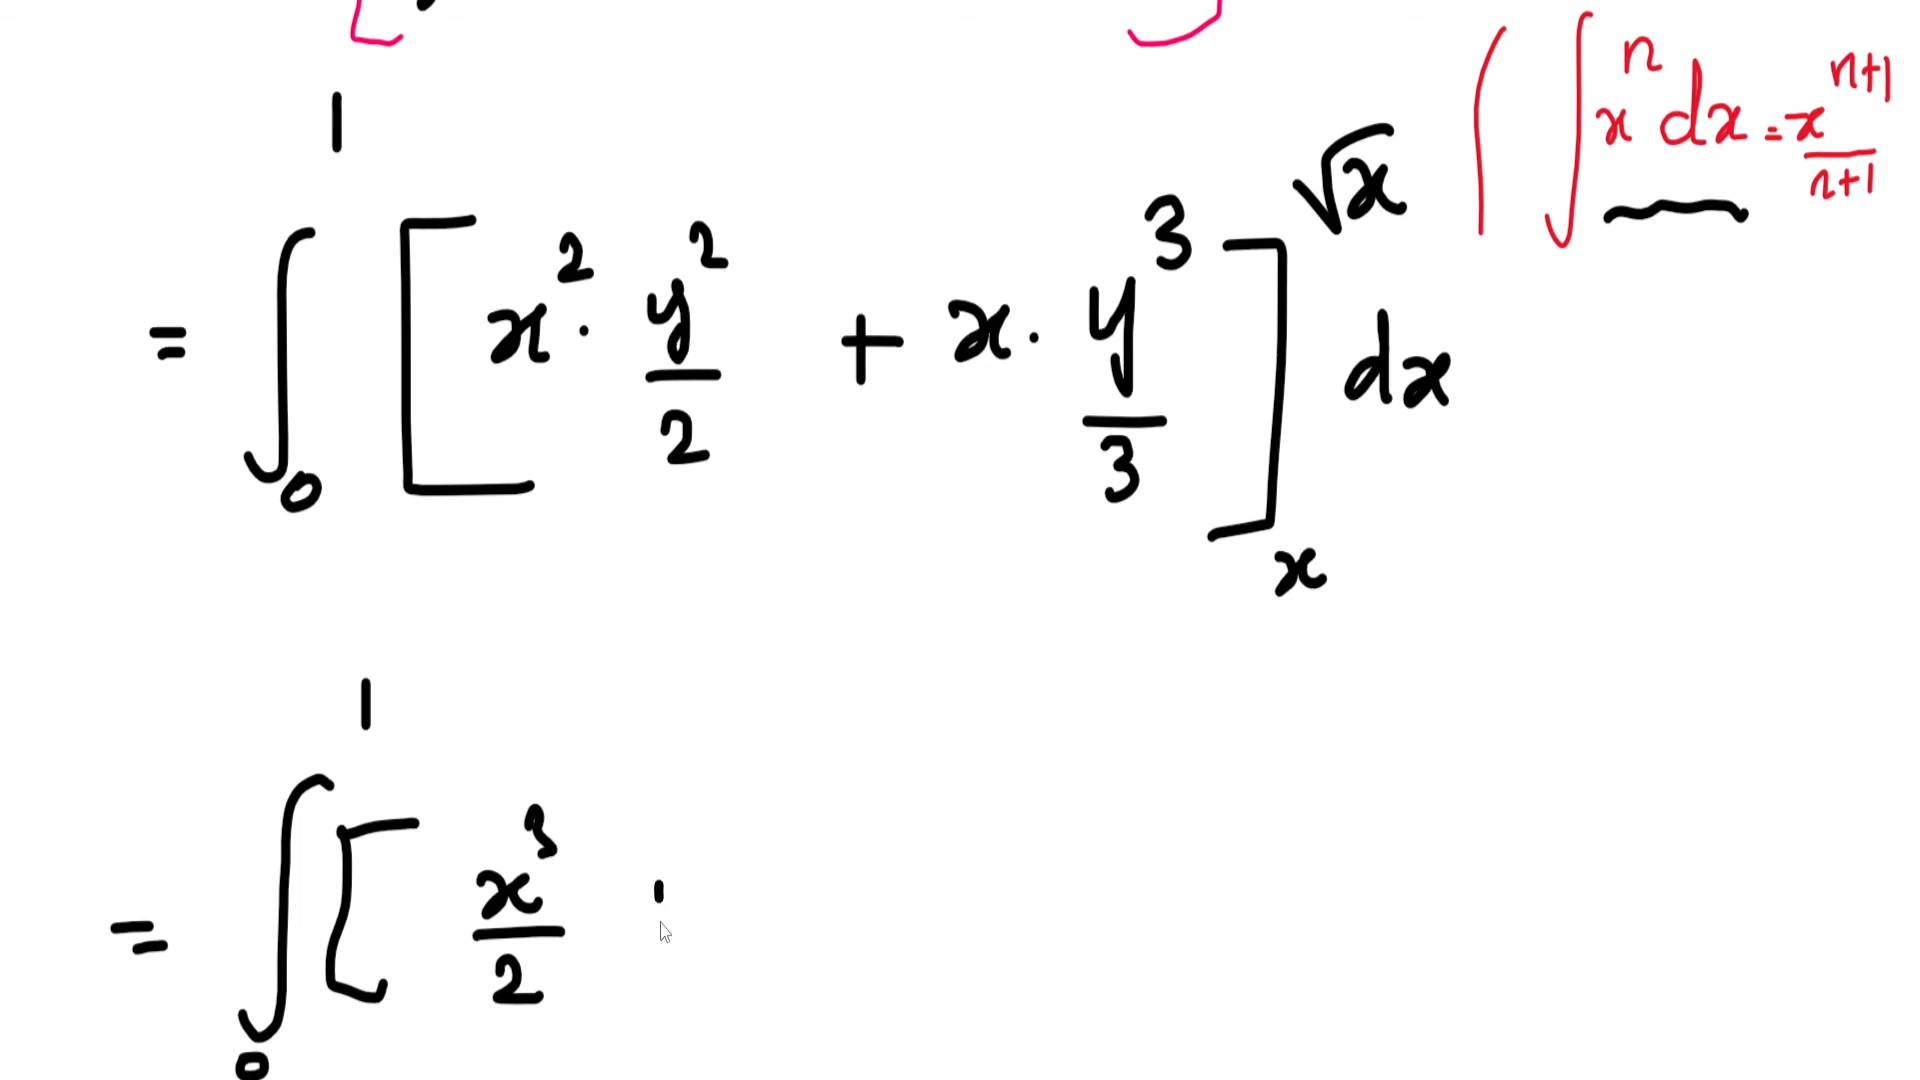 ∫ xⁿ dx = xⁿ⁺¹/n+1
= ∫₀¹ [ x² · y²/2 + x · y³/3 ]ₓ^√x dx
= ∫₀¹ [ x³/2